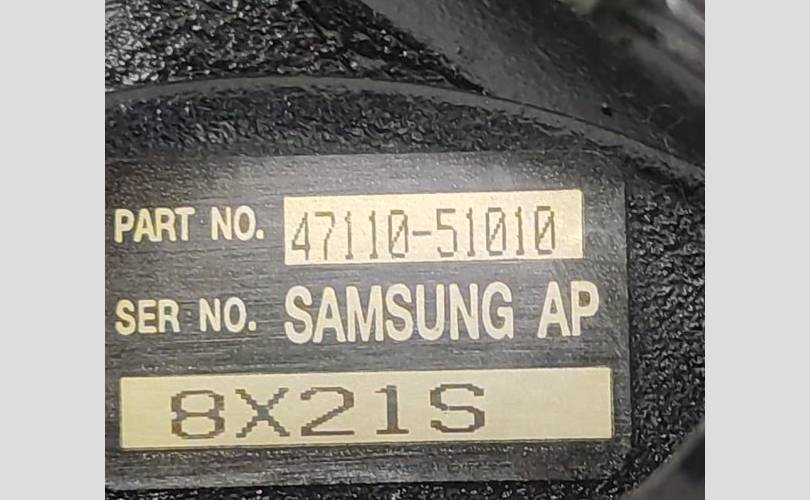 PART NO. 47110-51010
SER NO. SAMSUNG AP
8X21S